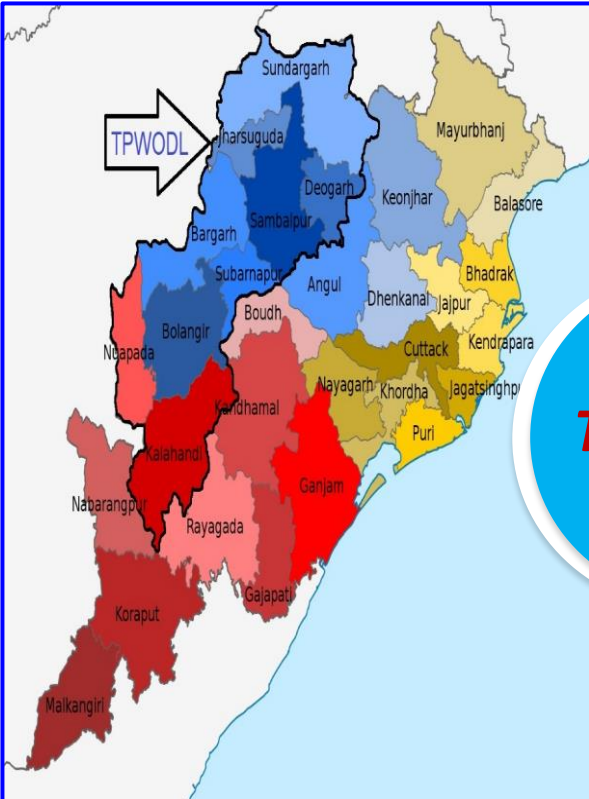 Sundargarh
Mayurbhanj
TPWODL
Jharsuguda
Deogarh
Keonjhar
Balasore
Sambalpur
Bargarh
Bhadrak
Subarnapur
Angul
Dhenkanal
Jajpur
Boudh
Bolangir
Kendrapara
Cuttack
Nuapada
Nayagarh
Khordha
Jagatsinghpu
Kandhamal
Puri
Kalahandi
Ganjam
Nabarangpur
Rayagada
Gajapati
Koraput
Malkangiri